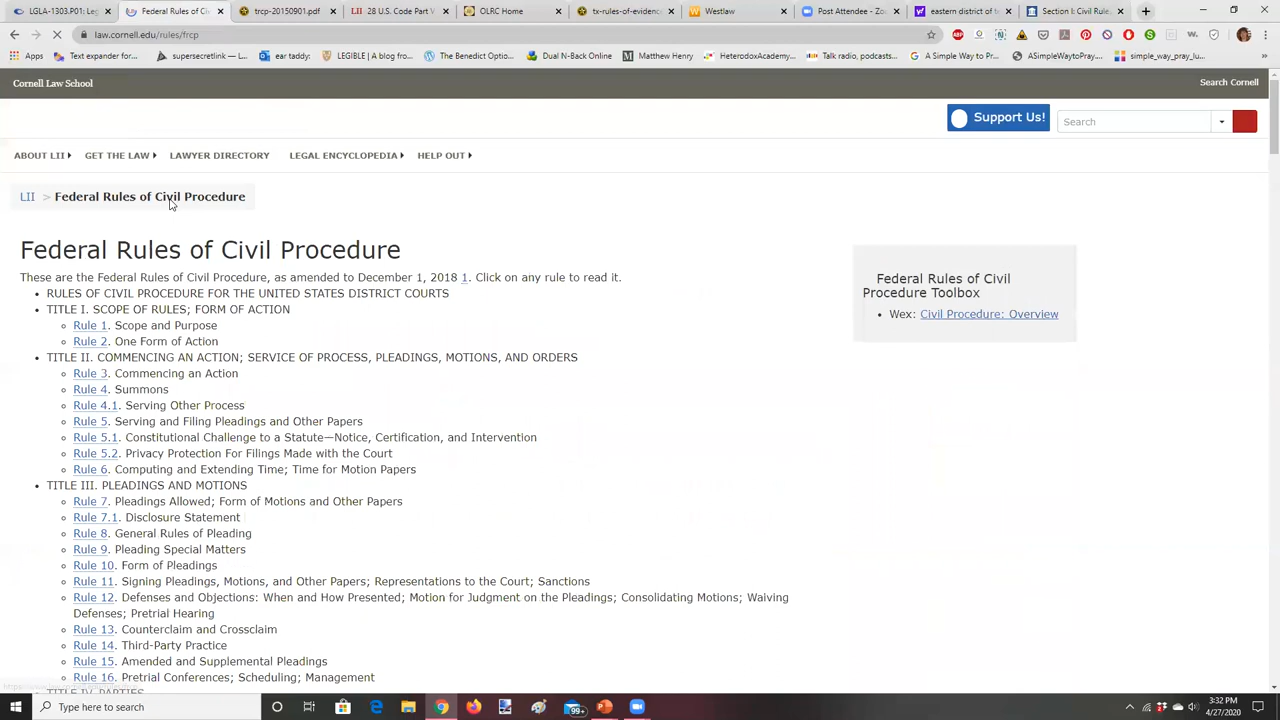 LGLA-1303.P01: Leg
Federal Rules of Civil Procedure
trcp-20150901.pdf
28 U.S. Code Part V
OLRC Home
tx-rules-of-evidence
Westlaw
Post Attendee - Zo
eastern district of te
Section I: Civil Rule
law.cornell.edu/rules/frcp
Apps
Text expander for
supersecretlink —
ear taddy:
LEGIBLE | A blog fro
The Benedict Optio
Dual N-Back Online
Matthew Henry
HeterodoxAcademy
Talk radio, podcasts
A Simple Way to Pr
ASimpleWaytoPray
simple_way_pray_lu
Cornell Law School
Search Cornell
Support Us!
Search
ABOUT LII
GET THE LAW
LAWYER DIRECTORY
LEGAL ENCYCLOPEDIA
HELP OUT
LII > Federal Rules of Civil Procedure
Federal Rules of Civil Procedure
These are the Federal Rules of Civil Procedure, as amended to December 1, 2018 1. Click on any rule to read it.
RULES OF CIVIL PROCEDURE FOR THE UNITED STATES DISTRICT COURTS
TITLE I. SCOPE OF RULES; FORM OF ACTION
Rule 1. Scope and Purpose
Rule 2. One Form of Action
TITLE II. COMMENCING AN ACTION; SERVICE OF PROCESS, PLEADINGS, MOTIONS, AND ORDERS
Rule 3. Commencing an Action
Rule 4. Summons
Rule 4.1. Serving Other Process
Rule 5. Serving and Filing Pleadings and Other Papers
Rule 5.1. Constitutional Challenge to a Statute—Notice, Certification, and Intervention
Rule 5.2. Privacy Protection For Filings Made with the Court
Rule 6. Computing and Extending Time; Time for Motion Papers
TITLE III. PLEADINGS AND MOTIONS
Rule 7. Pleadings Allowed; Form of Motions and Other Papers
Rule 7.1. Disclosure Statement
Rule 8. General Rules of Pleading
Rule 9. Pleading Special Matters
Rule 10. Form of Pleadings
Rule 11. Signing Pleadings, Motions, and Other Papers; Representations to the Court; Sanctions
Rule 12. Defenses and Objections: When and How Presented; Motion for Judgment on the Pleadings; Consolidating Motions; Waiving
Defenses; Pretrial Hearing
Rule 13. Counterclaim and Crossclaim
Rule 14. Third-Party Practice
Rule 15. Amended and Supplemental Pleadings
Rule 16. Pretrial Conferences; Scheduling; Management
TITLE IV. PARTIES
Federal Rules of Civil
Procedure Toolbox
Wex: Civil Procedure: Overview
Type here to search
99+
3:32 PM
4/27/2020